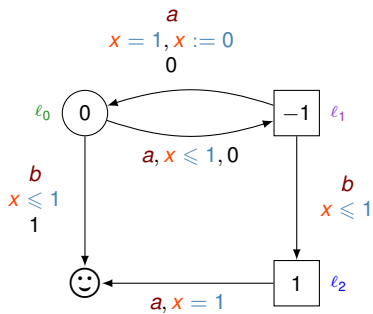 a
x = 1, x := 0
0
ℓ₀
0
−1
ℓ₁
a, x ⩽ 1, 0
b
x ⩽ 1
1
b
x ⩽ 1
1
ℓ₂
a, x = 1